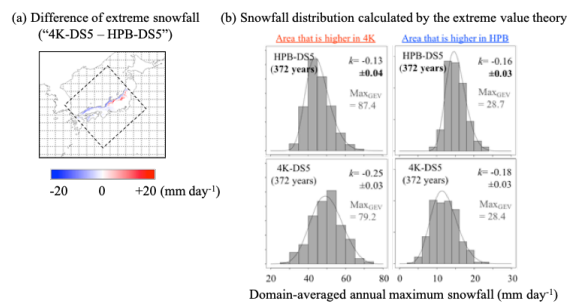 (a) Difference of extreme snowfall
(“4K-DS5 – HPB-DS5”)
-20 0 +20 (mm day-1)
(b) Snowfall distribution calculated by the extreme value theory
Area that is higher in 4K
Area that is higher in HPB
HPB-DS5
(372 years)
k= -0.13
±0.04
MaxGEV
= 87.4
HPB-DS5
(372 years)
k= -0.16
±0.03
MaxGEV
= 28.7
4K-DS5
(372 years)
k= -0.25
±0.03
MaxGEV
= 79.2
4K-DS5
(372 years)
k= -0.18
±0.03
MaxGEV
= 28.4
20 40 60 80 0 10 20 30
Domain-averaged annual maximum snowfall (mm day-1)